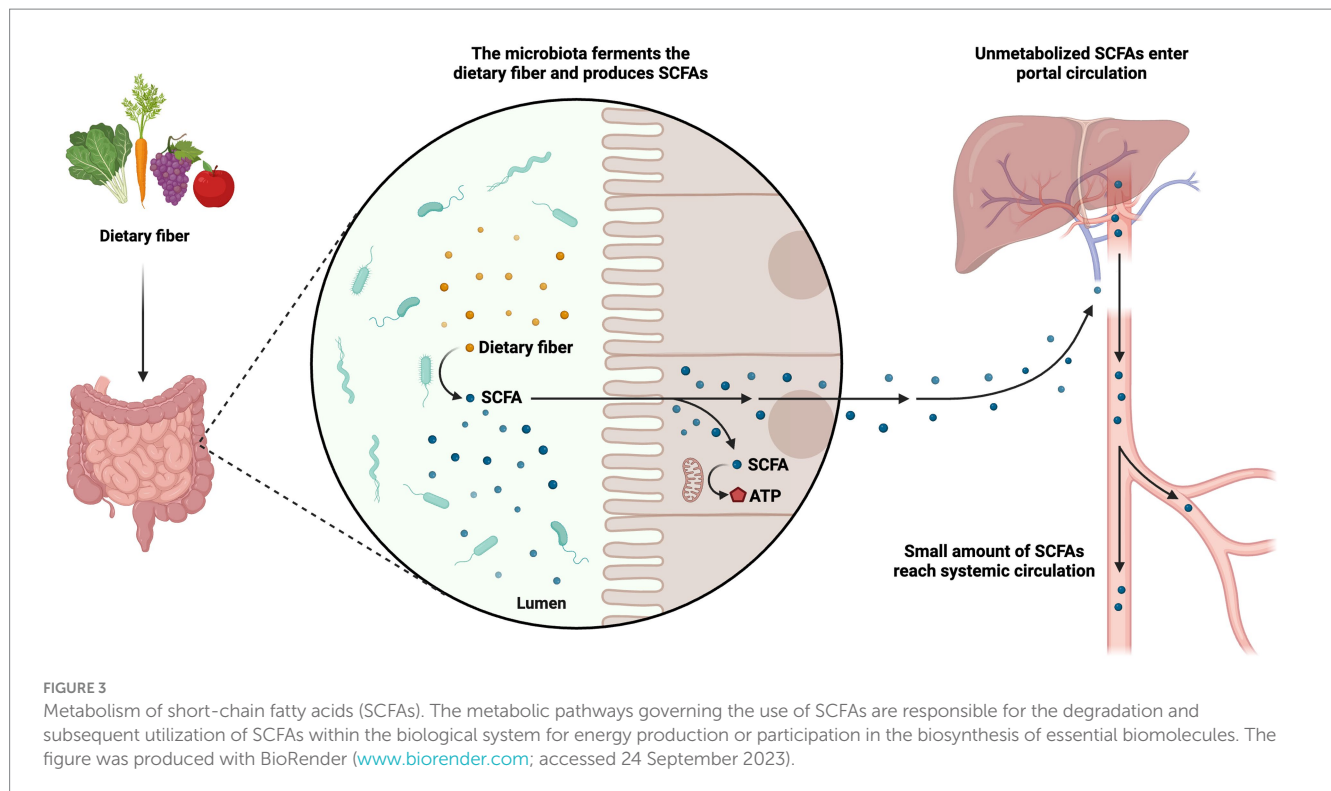 The microbiota ferments the
dietary fiber and produces SCFAs
Unmetabolized SCFAs enter
portal circulation
Dietary fiber
Dietary fiber
SCFA
SCFA
ATP
Lumen
Small amount of SCFAs
reach systemic circulation
FIGURE 3
Metabolism of short-chain fatty acids (SCFAs). The metabolic pathways governing the use of SCFAs are responsible for the degradation and
subsequent utilization of SCFAs within the biological system for energy production or participation in the biosynthesis of essential biomolecules. The
figure was produced with BioRender (www.biorender.com; accessed 24 September 2023).